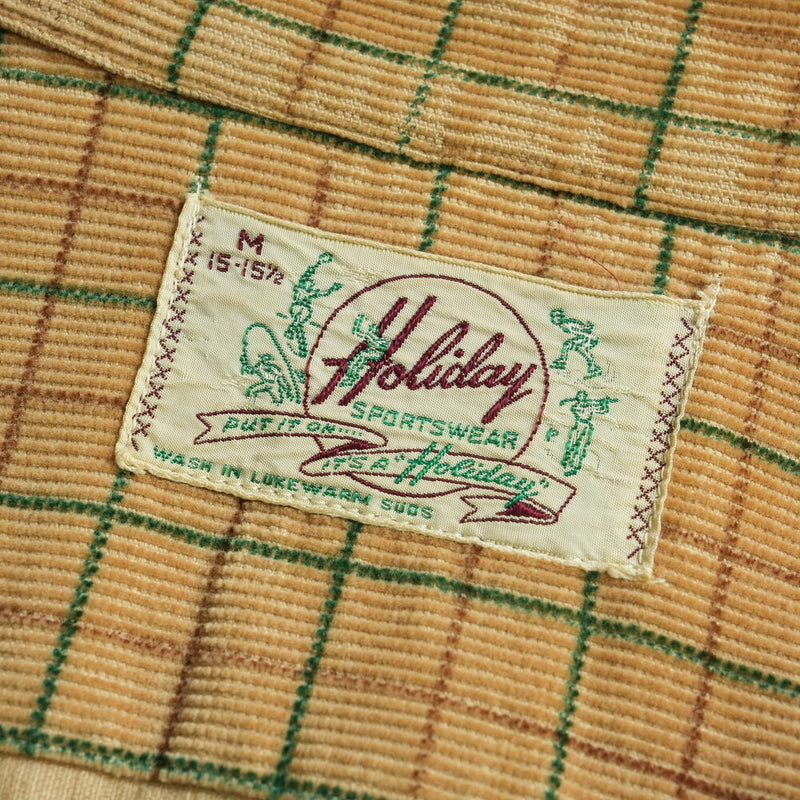 M
15-15½
Holiday
SPORTSWEAR
PUT IT ON.....
IT'S A "Holiday"
WASH IN LUKEWARM SUDS